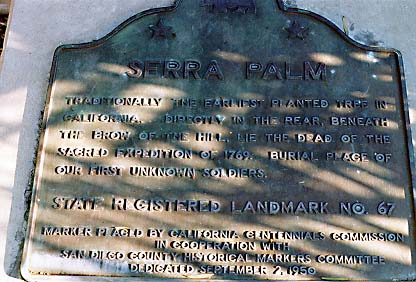 SERRA PALM
TRADITIONALLY THE EARLIEST PLANTED TREE IN
CALIFORNIA. DIRECTLY IN THE REAR, BENEATH
THE BROW OF THE HILL, LIE THE DEAD OF THE
SACRED EXPEDITION OF 1769. BURIAL PLACE OF
OUR FIRST UNKNOWN SOLDIERS.
STATE REGISTERED LANDMARK NO. 67
MARKER PLACED BY CALIFORNIA CENTENNIALS COMMISSION
IN COOPERATION WITH
SAN DIEGO COUNTY HISTORICAL MARKERS COMMITTEE
DEDICATED SEPTEMBER 2, 1950